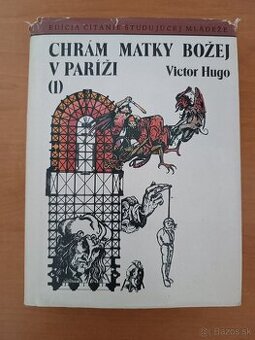 EDÍCIA ČÍTANIE ŠTUDUJÚCEJ MLÁDEŽE
CHRÁM MATKY BOŽEJ
V PARÍŽI
(I)
Victor Hugo
Bazos.sk